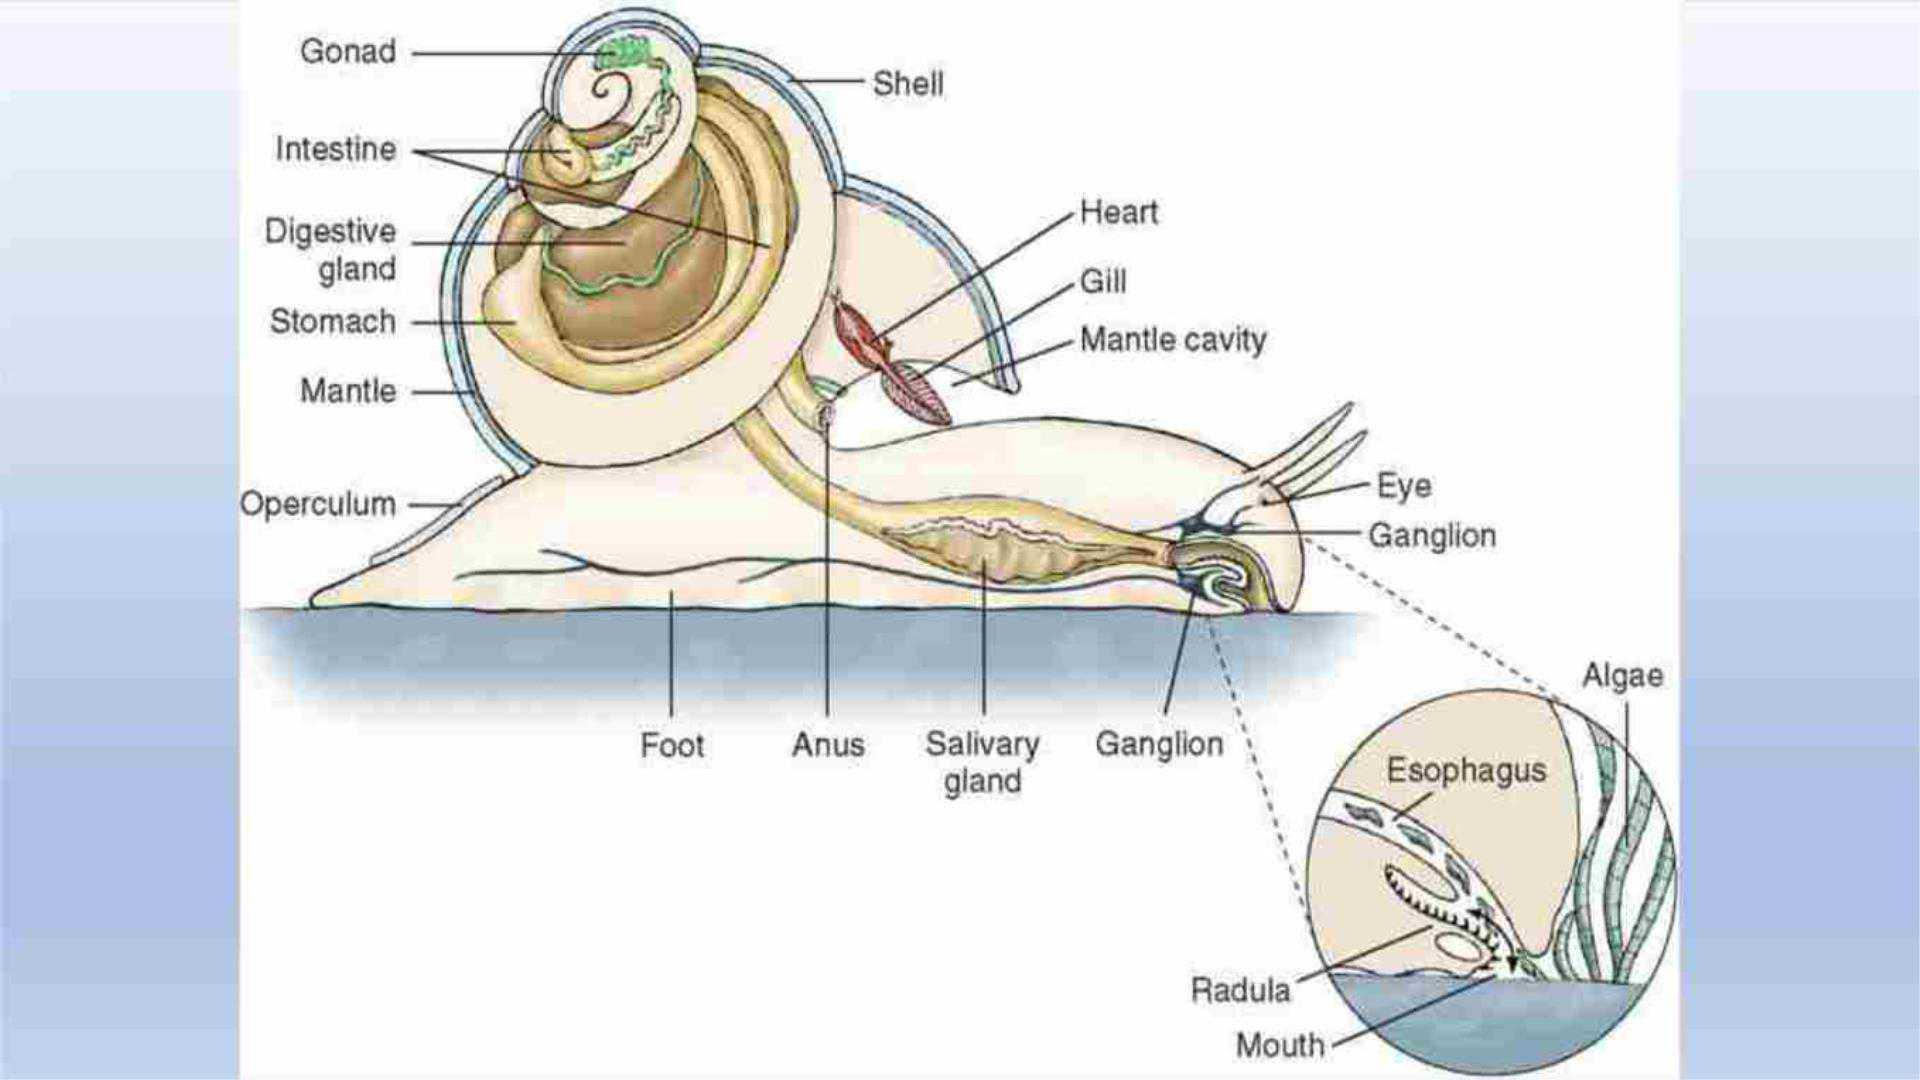 Gonad
Shell
Intestine
Digestive
gland
Stomach
Mantle
Operculum
Heart
Gill
Mantle cavity
Eye
Ganglion
Foot
Anus
Salivary
gland
Ganglion
Algae
Esophagus
Radula
Mouth